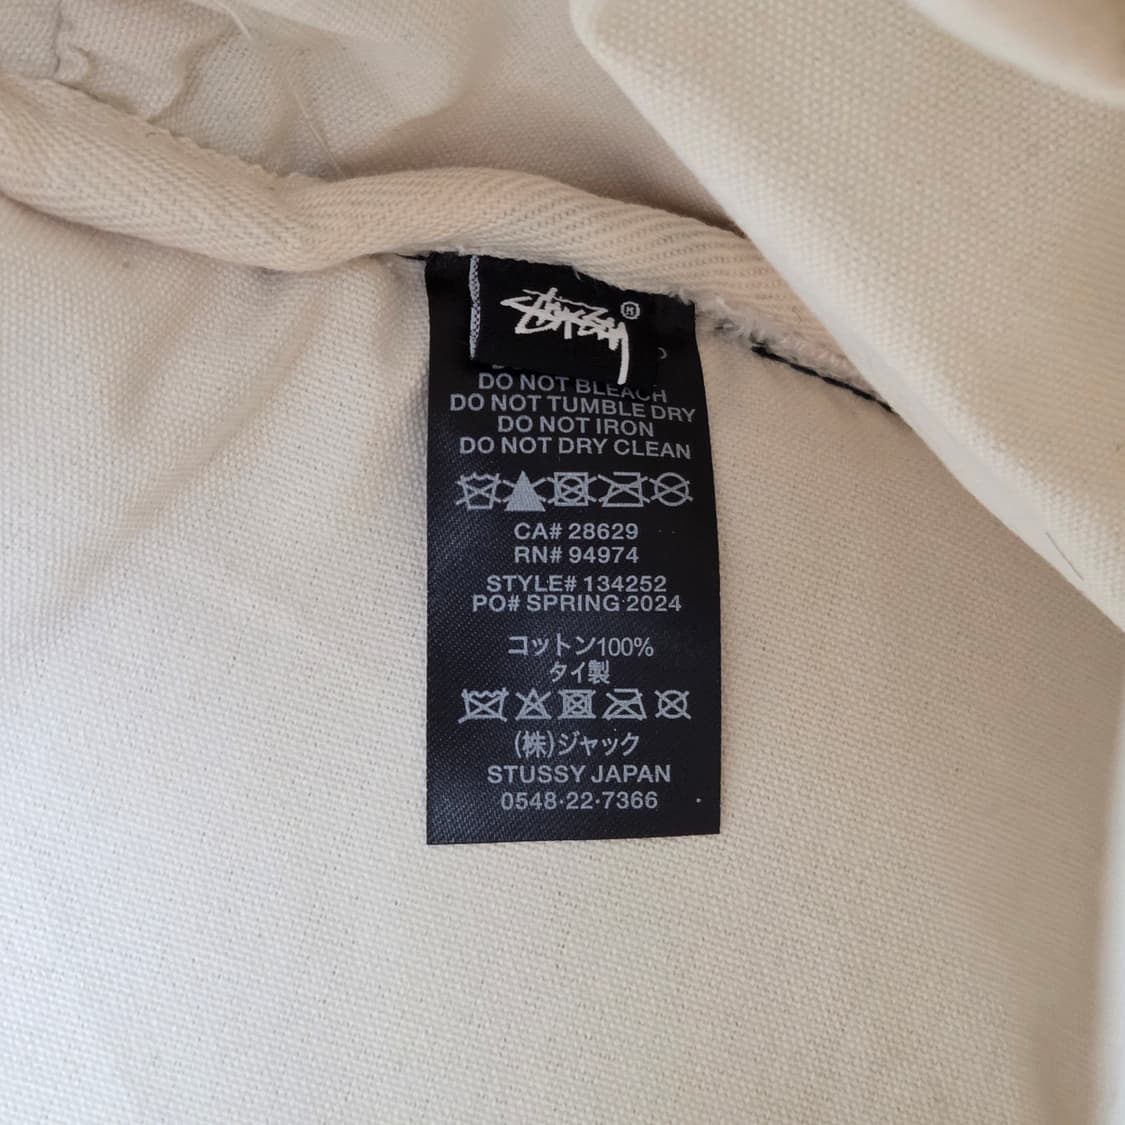 Stüssy ®
DO NOT BLEACH
DO NOT TUMBLE DRY
DO NOT IRON
DO NOT DRY CLEAN
CA# 28629
RN# 94974
STYLE# 134252
PO# SPRING 2024
コットン100%
タイ製
(株)ジャック
STUSSY JAPAN
0548·22·7366